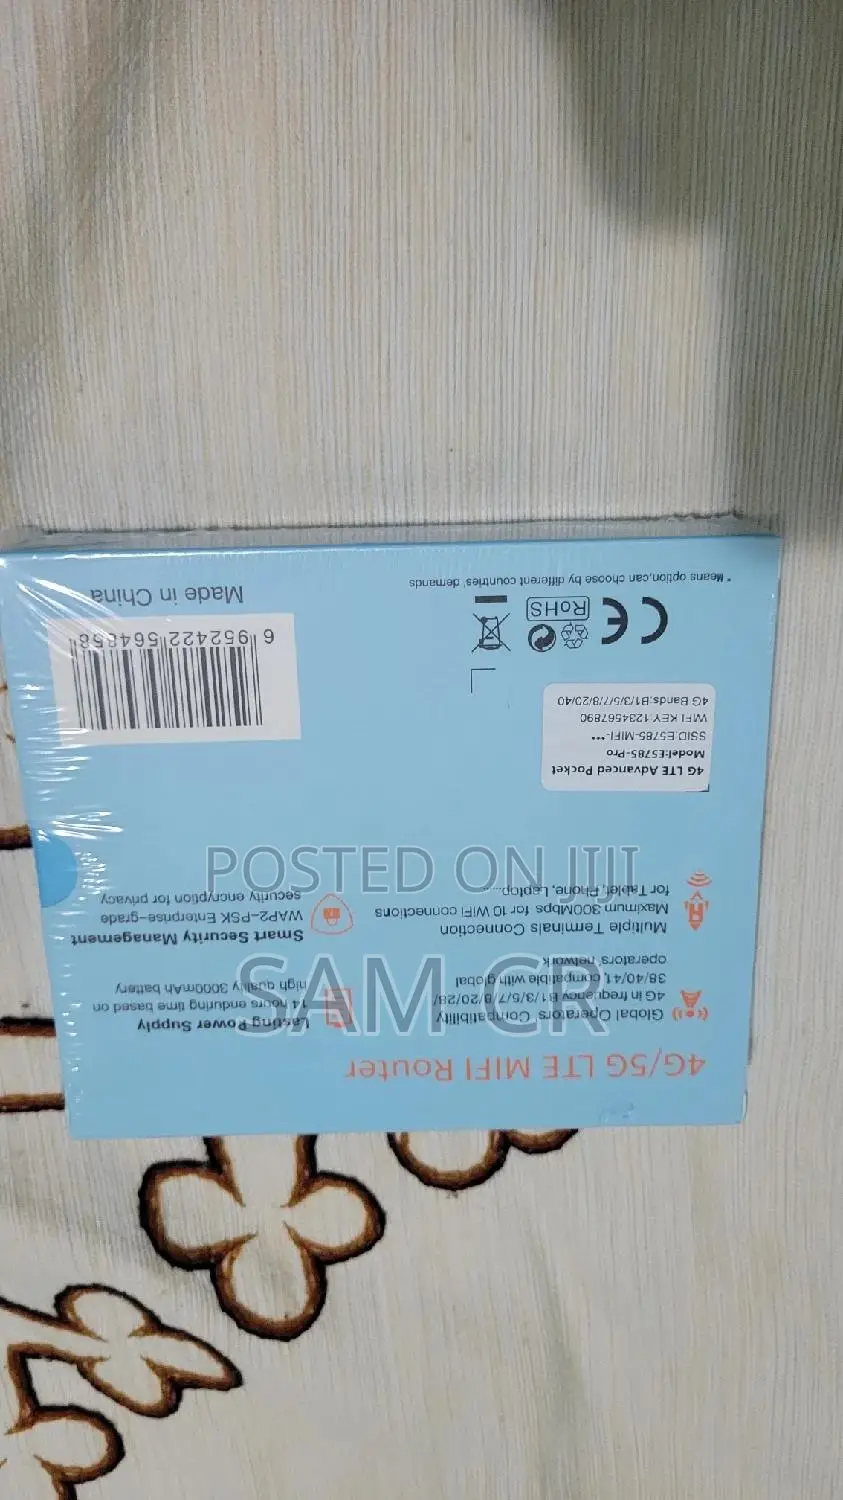 4G/5G LTE MIFI Router
Global Operators' Compatibility
4G in frequency B1/3/5/7/8/20/28/
38/40/41, compatible with global
operators' network
Multiple Terminals Connection
Maximum 300Mbps for 10 WIFI connections
for Tablet, Phone, Laptop......
Lasting Power Supply
14 hours enduring time based on
high quality 3000mAh battery
Smart Security Management
WAP2-PSK Enterprise-grade
security encryption for privacy
4G LTE Advanced Pocket
Model:E5785-Pro
SSID:E5785-MIFI-***
WIFI KEY:1234567890
4G Bands:B1/3/5/7/8/20/40
CE
RoHS
*Means option,can choose by different countries' demands
6 952422 564858
Made in China
POSTED ON JIJI
SAM CR